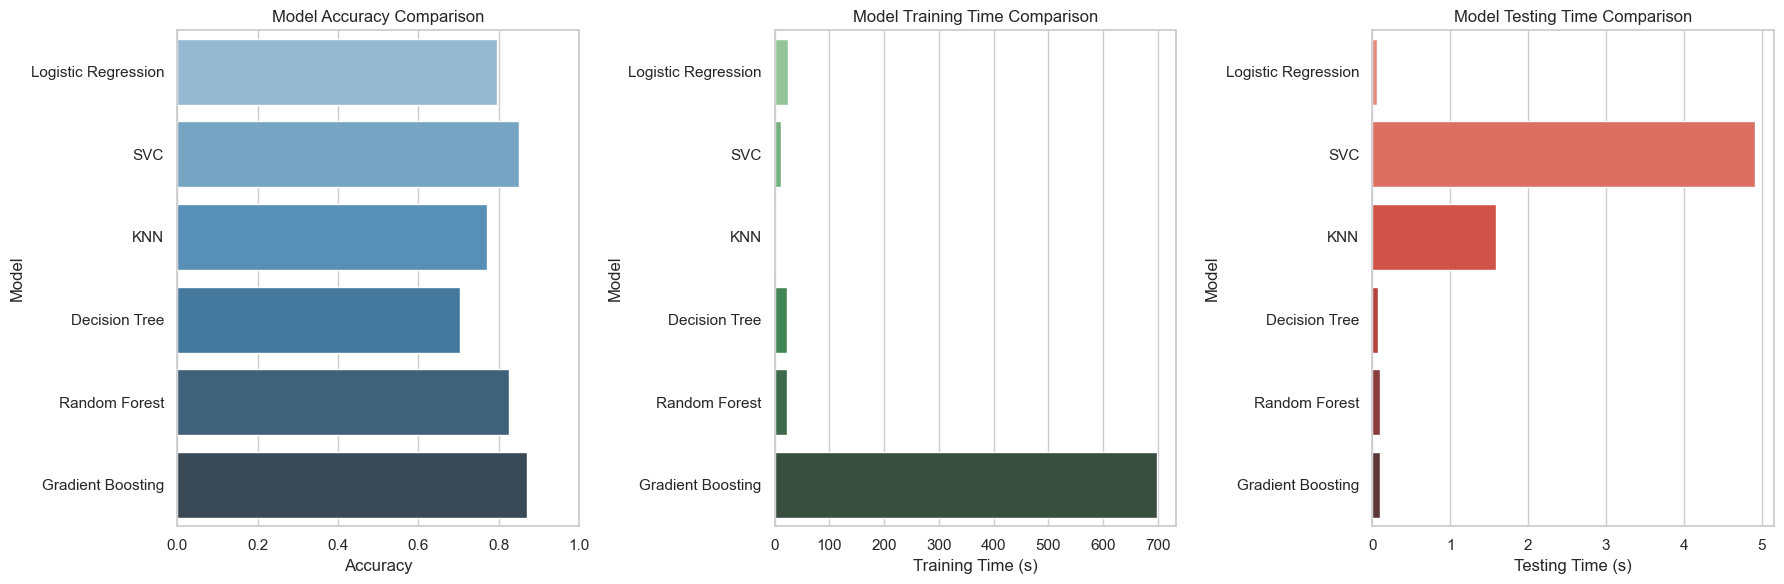 Model Accuracy Comparison
Logistic Regression
SVC
KNN
Decision Tree
Random Forest
Gradient Boosting
Model
0.0 0.2 0.4 0.6 0.8 1.0
Accuracy
Model Training Time Comparison
Logistic Regression
SVC
KNN
Decision Tree
Random Forest
Gradient Boosting
Model
0 100 200 300 400 500 600 700
Training Time (s)
Model Testing Time Comparison
Logistic Regression
SVC
KNN
Decision Tree
Random Forest
Gradient Boosting
Model
0 1 2 3 4 5
Testing Time (s)